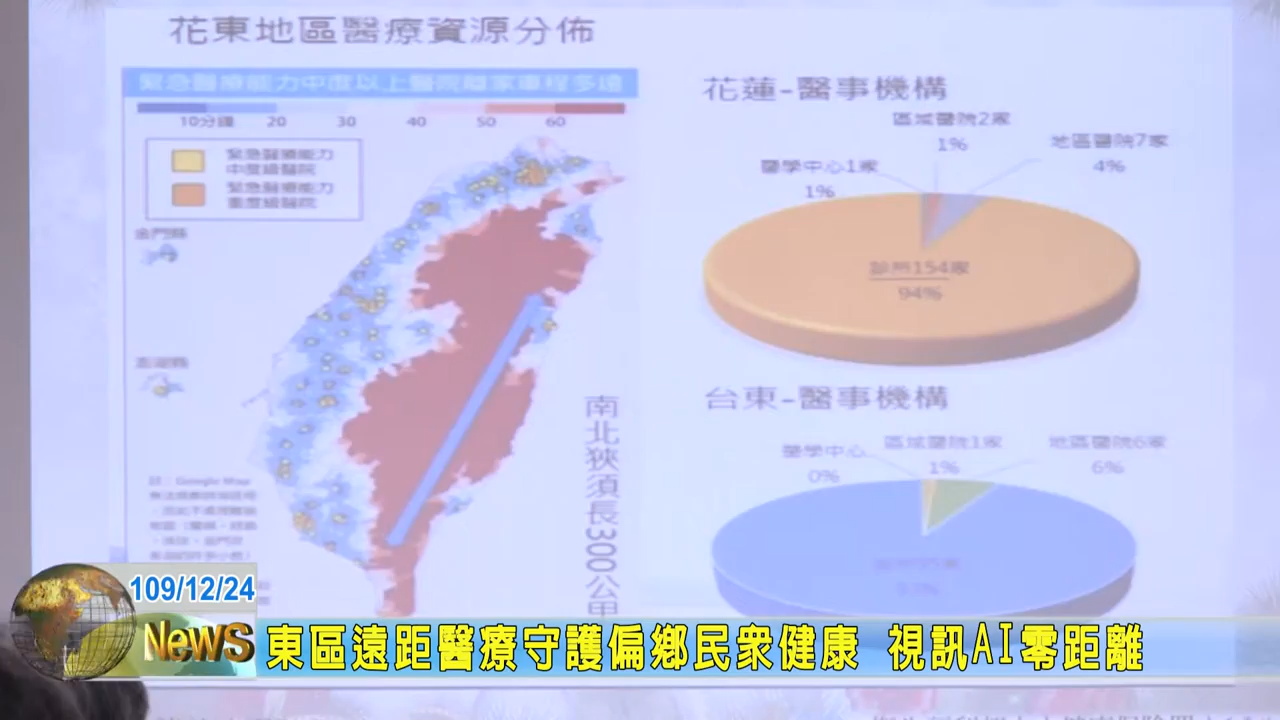 花東地區醫療資源分佈
緊急醫療能力中度以上醫院離家車程多遠
10分鐘 20 30 40 50 60
緊急醫療能力
中度級醫院
緊急醫療能力
重度級醫院
金門縣
澎湖縣
南北狹須長300公里
註：Google Map
花蓮-醫事機構
區域醫院2家
1%
地區醫院7家
4%
醫學中心1家
1%
診所154家
94%
台東-醫事機構
醫學中心
0%
區域醫院1家
1%
地區醫院6家
6%
93%
109/12/24
NewS
東區遠距醫療守護偏鄉民眾健康 視訊AI零距離